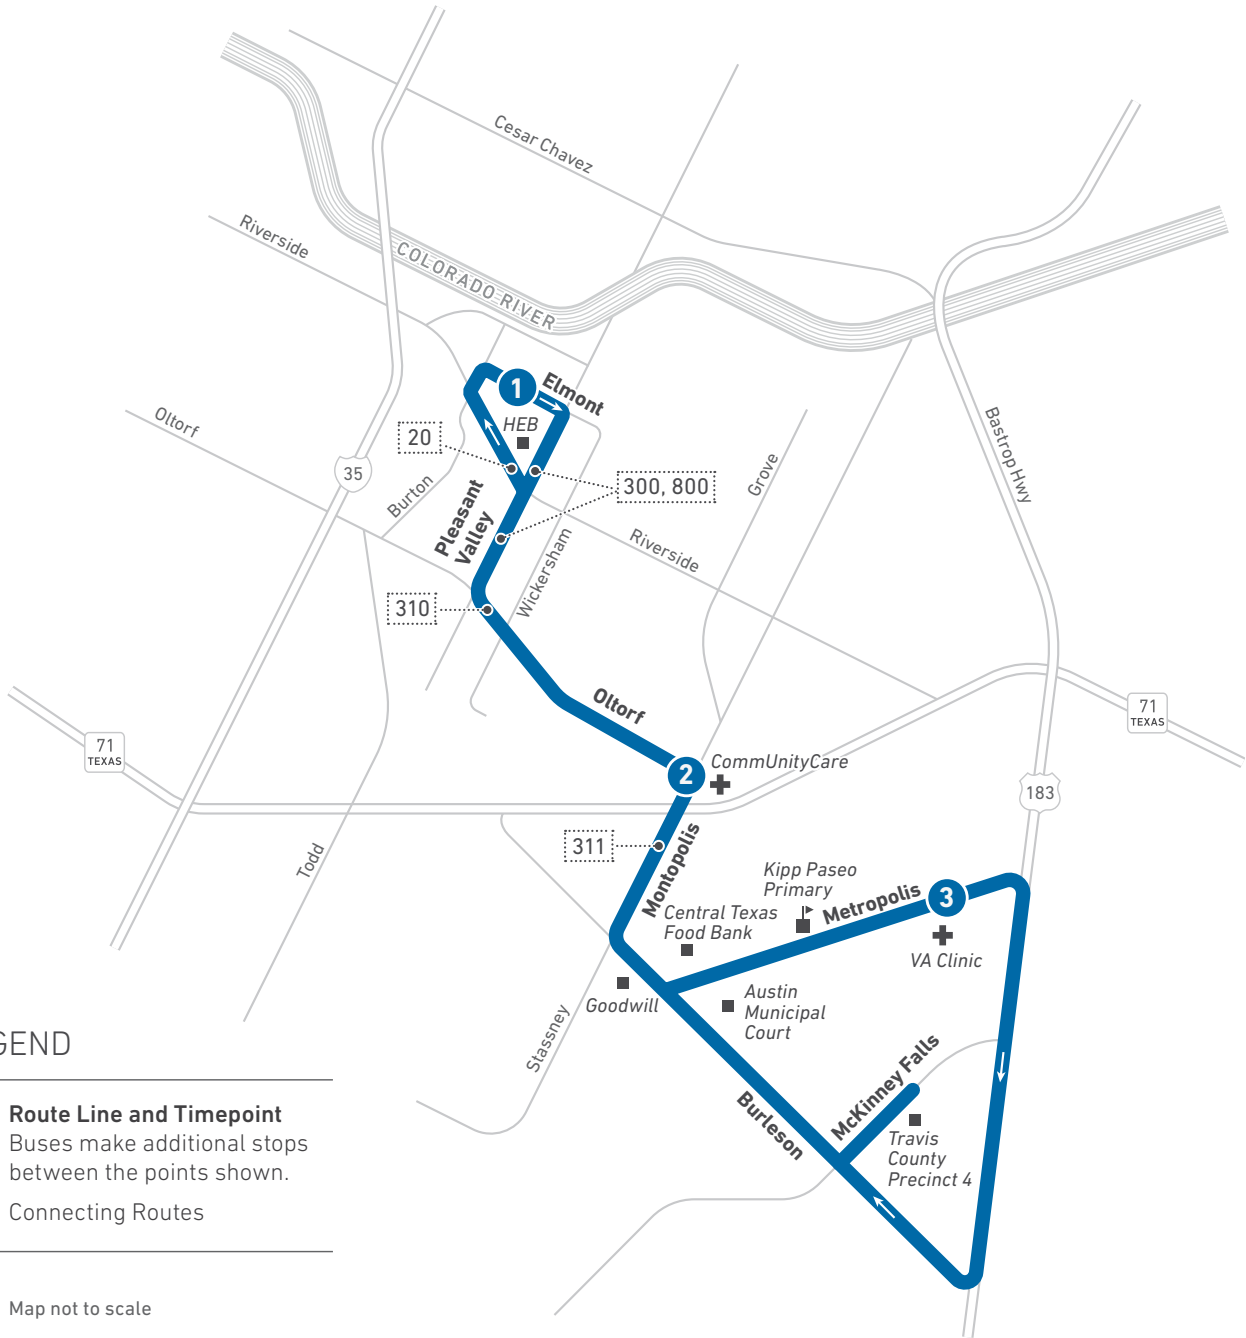 Cesar Chavez
Riverside
COLORADO RIVER
1
Elmont
HEB
Oltorf
20
35
Burton
Pleasant
Valley
300, 800
Grove
Bastrop Hwy
Wickersham
Riverside
310
Oltorf
71
TEXAS
71
TEXAS
2
CommUnityCare
183
311
Montopolis
Todd
Kipp Paseo
Primary
Metropolis
3
Central Texas
Food Bank
VA Clinic
Goodwill
Austin
Municipal
Court
Stassney
McKinney Falls
Burleson
Travis
County
Precinct 4
GEND
Route Line and Timepoint
Buses make additional stops
between the points shown.
Connecting Routes
Map not to scale